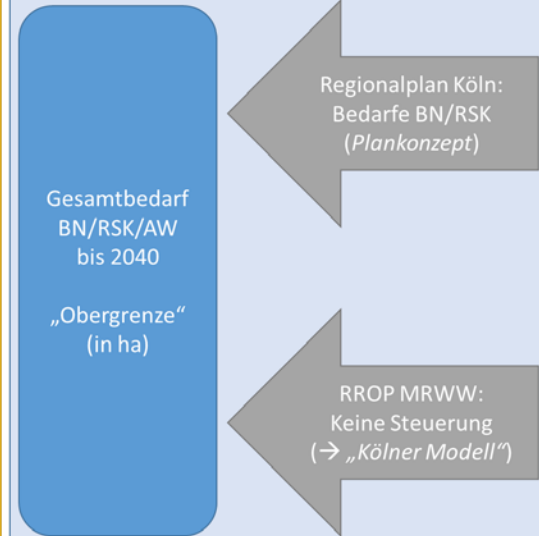 Gesamtbedarf
BN/RSK/AW
bis 2040
„Obergrenze“
(in ha)
Regionalplan Köln:
Bedarfe BN/RSK
(Plankonzept)
RROP MRWW:
Keine Steuerung
(→ „Kölner Modell“)